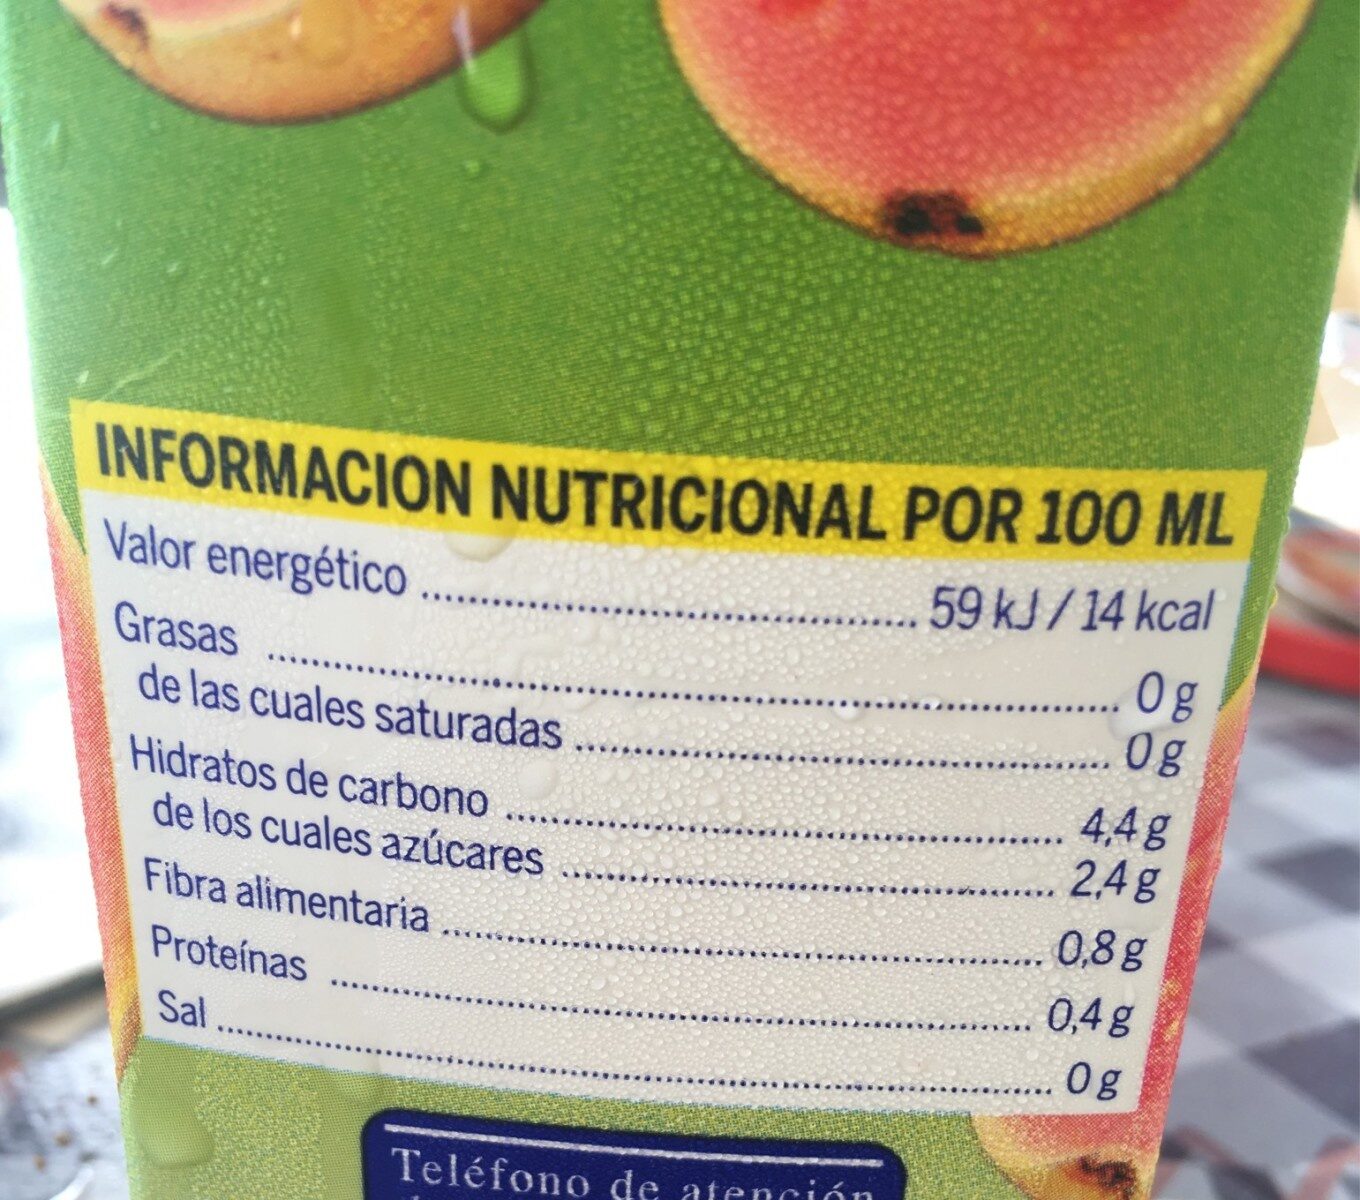 INFORMACION NUTRICIONAL POR 100 ML
Valor energético ........ 59 kJ / 14 kcal
Grasas ........ 0 g
de las cuales saturadas ........ 0 g
Hidratos de carbono ........ 4,4 g
de los cuales azúcares ........ 2,4 g
Fibra alimentaria ........ 0,8 g
Proteínas ........ 0,4 g
Sal ........ 0 g
Teléfono de atención